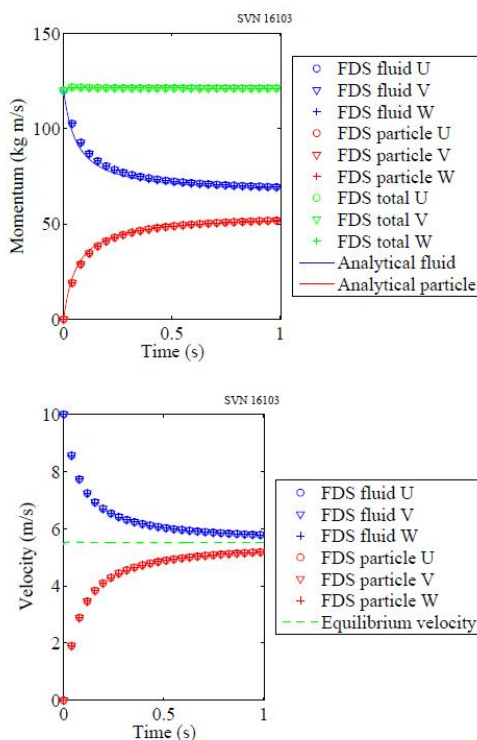 SVN 16103
150
100
50
0
Momentum (kg m/s)
0 0.5 1
Time (s)
FDS fluid U
FDS fluid V
FDS fluid W
FDS particle U
FDS particle V
FDS particle W
FDS total U
FDS total V
FDS total W
Analytical fluid
Analytical particle
SVN 16103
10
8
6
4
2
0
Velocity (m/s)
0 0.5 1
Time (s)
FDS fluid U
FDS fluid V
FDS fluid W
FDS particle U
FDS particle V
FDS particle W
Equilibrium velocity